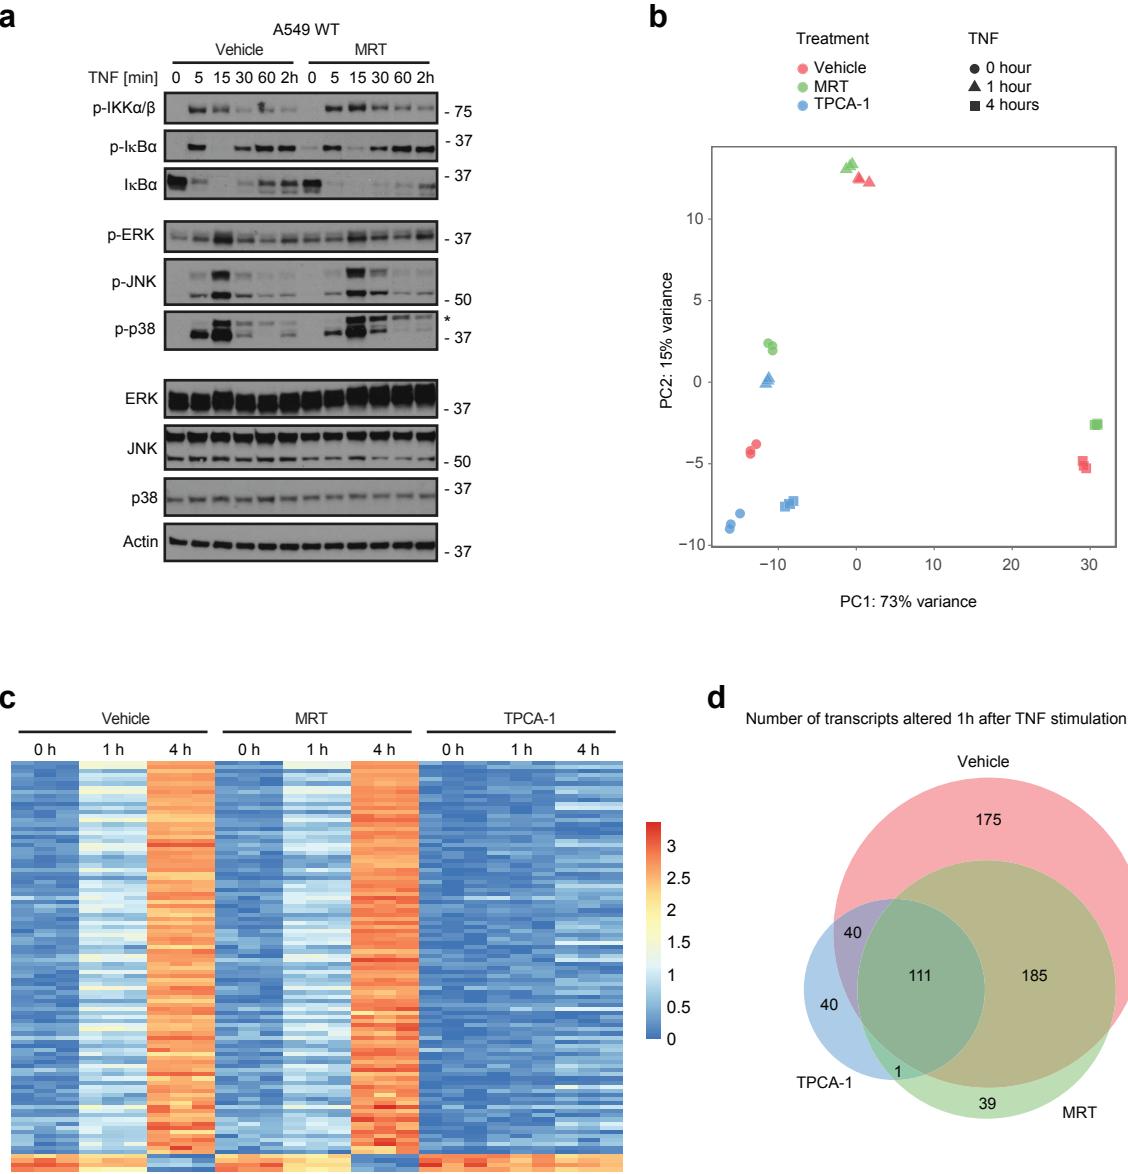 a
A549 WT
Vehicle MRT
TNF [min] 0 5 15 30 60 2h 0 5 15 30 60 2h
p-IKKα/β - 75
p-IκBα - 37
IκBα - 37
p-ERK - 37
p-JNK - 50
p-p38 * - 37
ERK - 37
JNK - 50
p38 - 37
Actin - 37
b
Treatment TNF
Vehicle 0 hour
MRT 1 hour
TPCA-1 4 hours
PC2: 15% variance
10
5
0
−5
−10
−10 0 10 20 30
PC1: 73% variance
c
Vehicle MRT TPCA-1
0 h 1 h 4 h 0 h 1 h 4 h 0 h 1 h 4 h
3
2.5
2
1.5
1
0.5
0
d
Number of transcripts altered 1h after TNF stimulation
Vehicle
175
40
111 185
40
1
TPCA-1
39
MRT